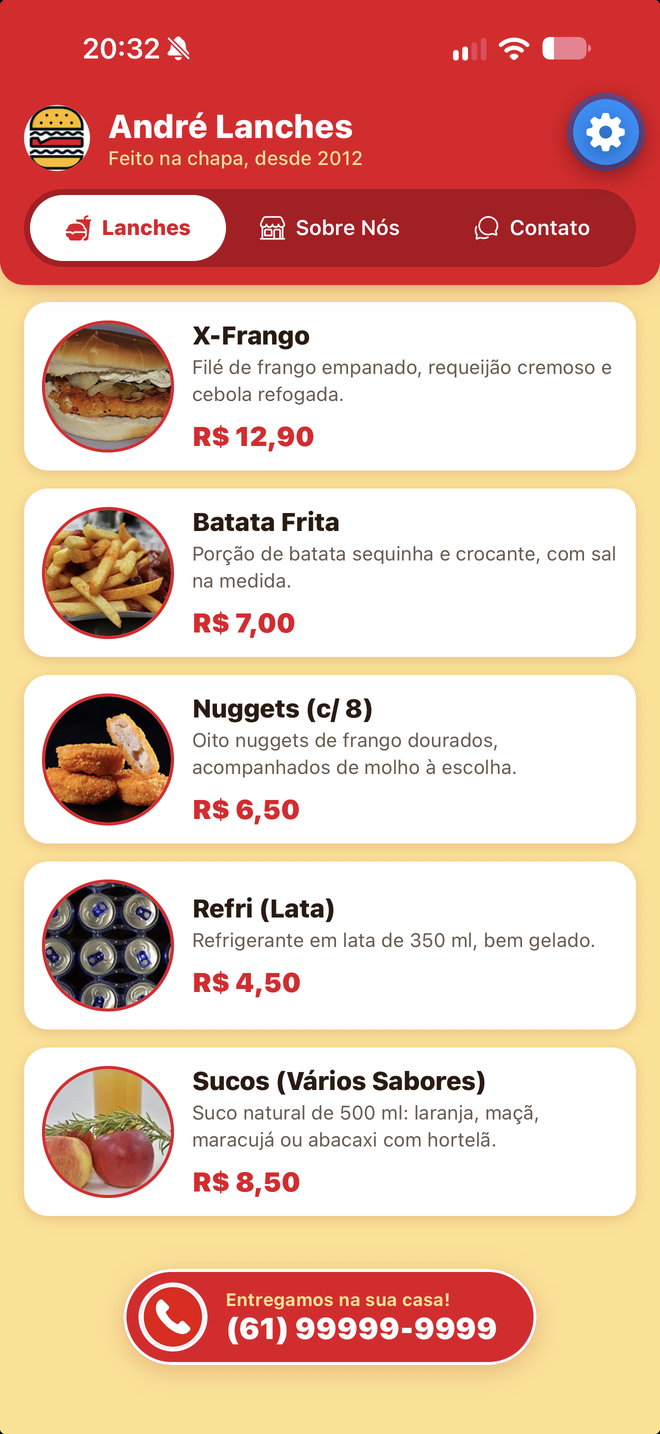 20:32
André Lanches
Feito na chapa, desde 2012
Lanches
Sobre Nós
Contato
X-Frango
Filé de frango empanado, requeijão cremoso e
cebola refogada.
R$ 12,90
Batata Frita
Porção de batata sequinha e crocante, com sal
na medida.
R$ 7,00
Nuggets (c/ 8)
Oito nuggets de frango dourados,
acompanhados de molho à escolha.
R$ 6,50
Refri (Lata)
Refrigerante em lata de 350 ml, bem gelado.
R$ 4,50
Sucos (Vários Sabores)
Suco natural de 500 ml: laranja, maçã,
maracujá ou abacaxi com hortelã.
R$ 8,50
Entregamos na sua casa!
(61) 99999-9999